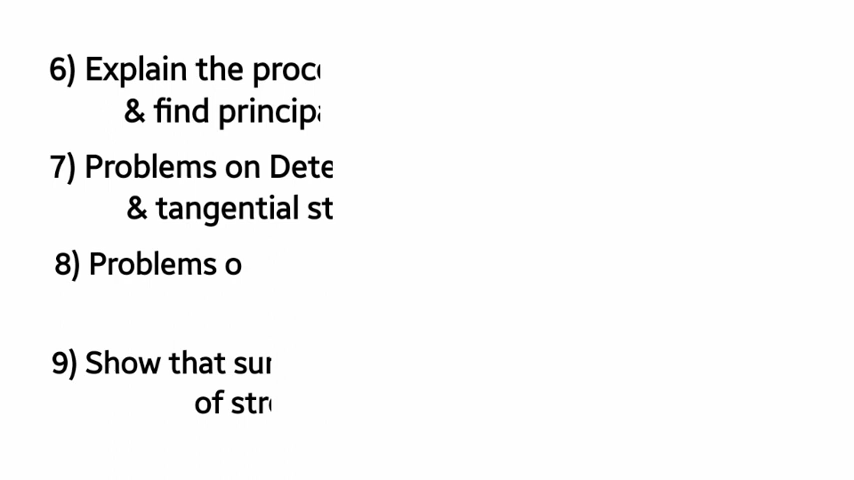 6) Explain the proc
& find princip
7) Problems on Dete
& tangential st
8) Problems o
9) Show that su
of str